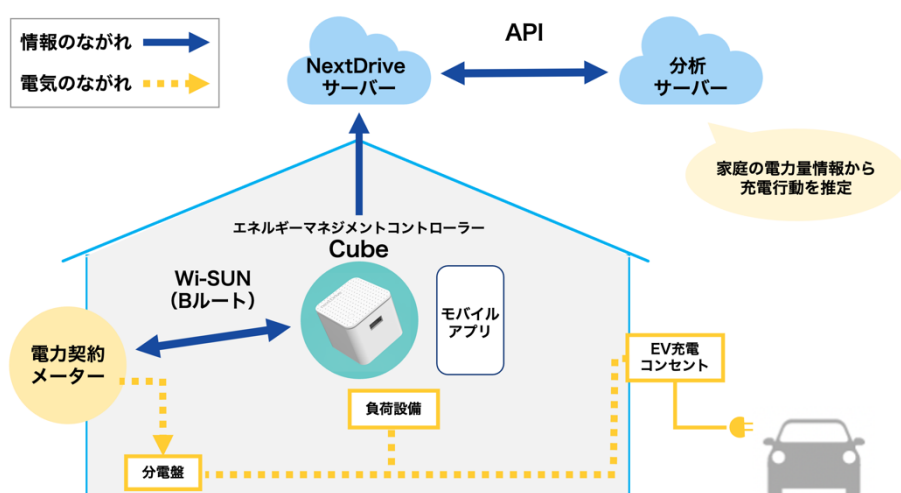 情報のながれ
電気のながれ
NextDrive
サーバー
API
分析
サーバー
家庭の電力量情報から
充電行動を推定
エネルギーマネジメントコントローラー
Cube
Wi-SUN
（Bルート）
モバイル
アプリ
電力契約
メーター
EV充電
コンセント
負荷設備
分電盤